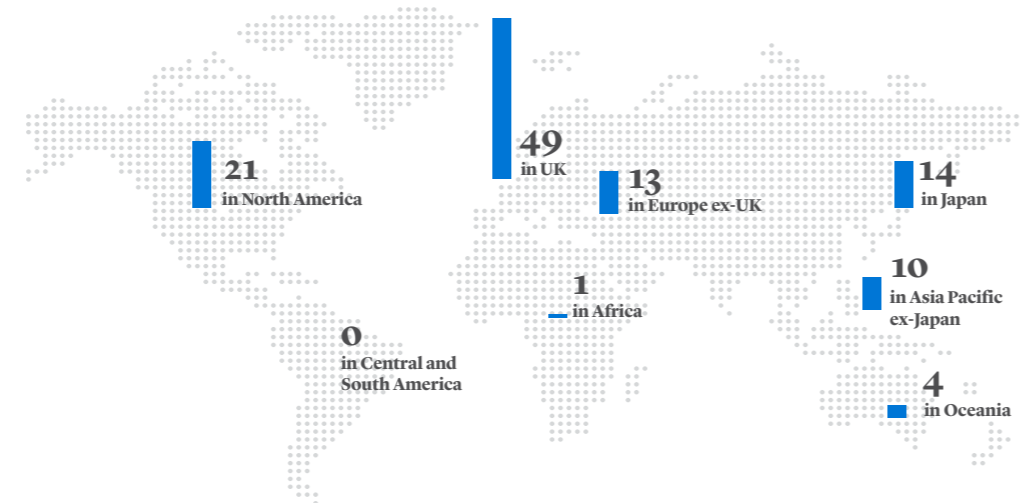 49
in UK
21
in North America
13
in Europe ex-UK
14
in Japan
10
in Asia Pacific
ex-Japan
1
in Africa
0
in Central and
South America
4
in Oceania